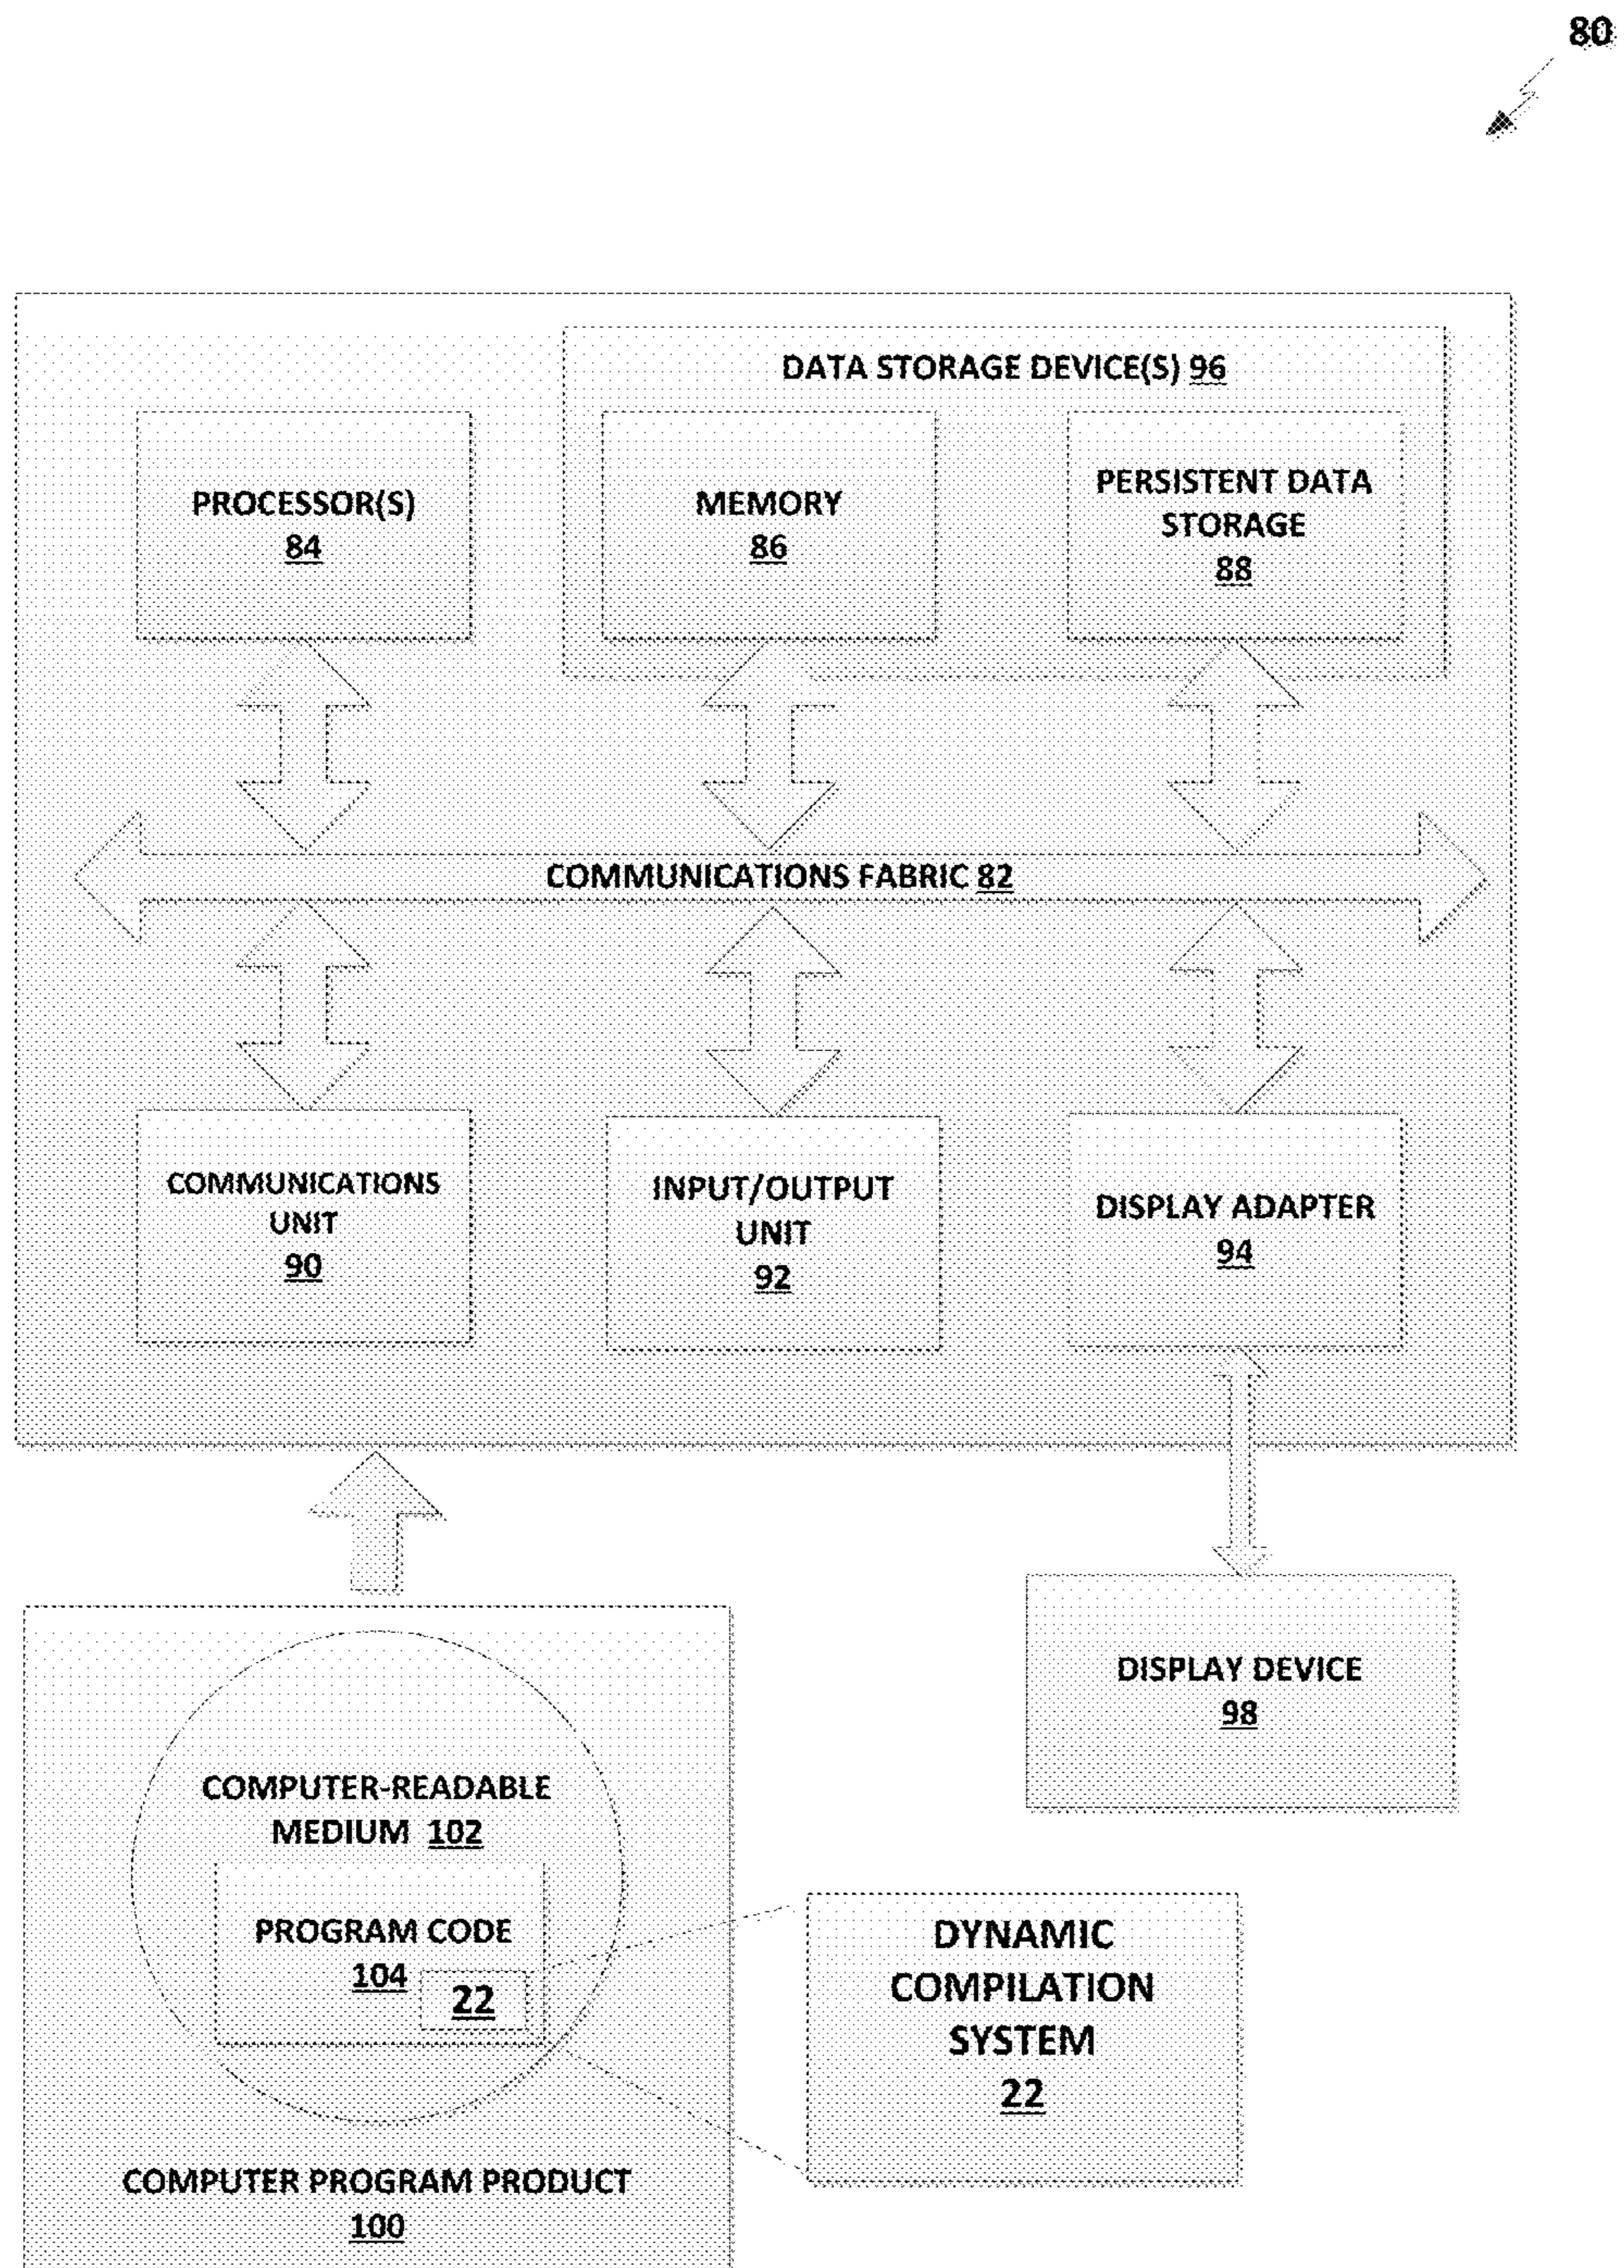 80
DATA STORAGE DEVICE(S) 96
PROCESSOR(S)
84
MEMORY
86
PERSISTENT DATA
STORAGE
88
COMMUNICATIONS FABRIC 82
COMMUNICATIONS
UNIT
90
INPUT/OUTPUT
UNIT
92
DISPLAY ADAPTER
94
DISPLAY DEVICE
98
COMPUTER-READABLE
MEDIUM 102
PROGRAM CODE
104
22
DYNAMIC
COMPILATION
SYSTEM
22
COMPUTER PROGRAM PRODUCT
100